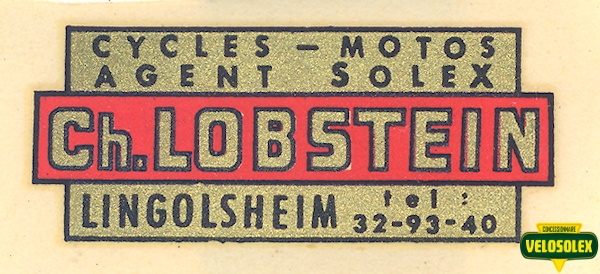 CYCLES - MOTOS
AGENT SOLEX
Ch. LOBSTEIN
LINGOLSHEIM tel :
32-93-40
CONCESSIONNAIRE
VELOSOLEX